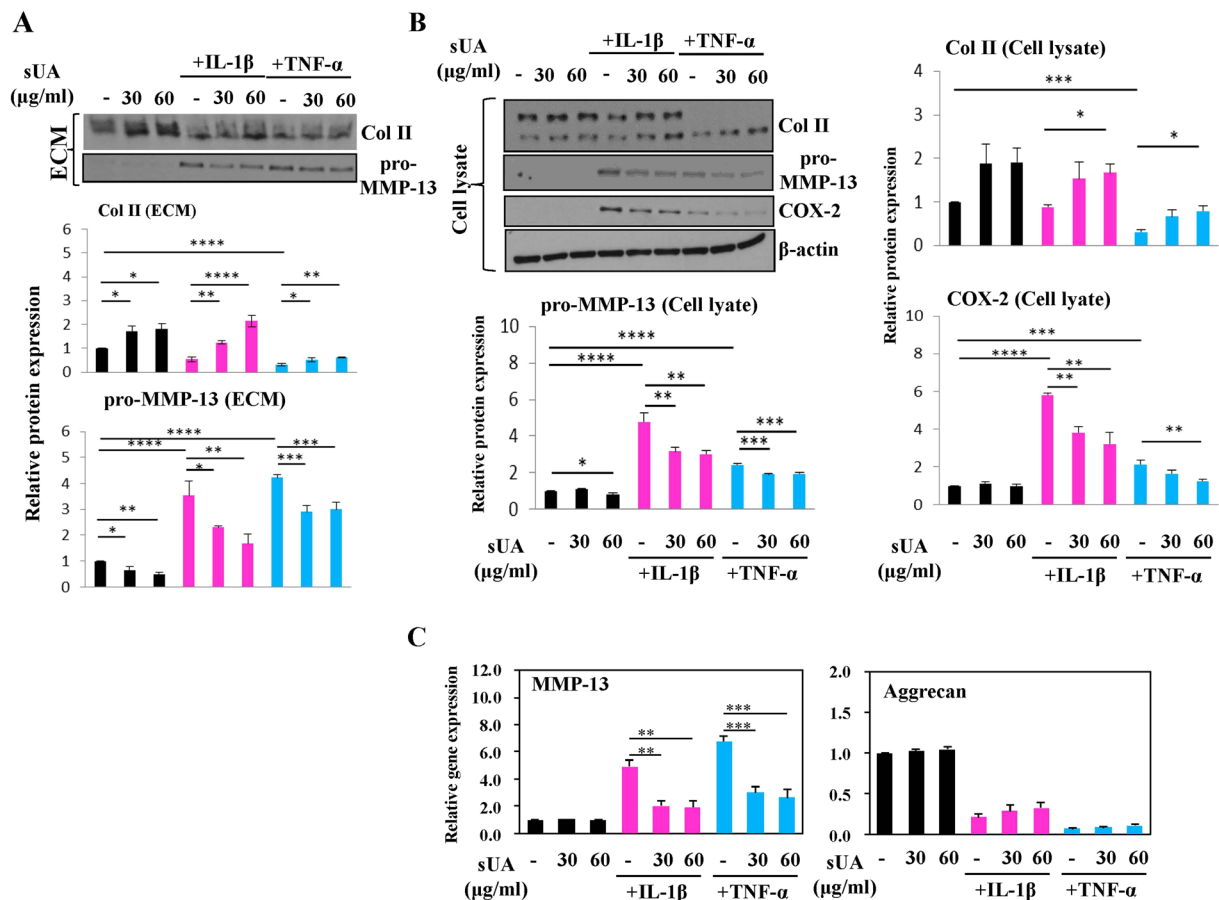 A
+IL-1β +TNF-α
sUA
(µg/ml) - 30 60 - 30 60 - 30 60
ECM
Col II
pro-
MMP-13
Col II (ECM)
Relative protein expression
6
5
4
3
2
1
0
****
*
*
****
**
**
*
pro-MMP-13 (ECM)
6
5
4
3
2
1
0
****
****
**
*
**
*
***
***
B
+IL-1β +TNF-α
sUA
(µg/ml) - 30 60 - 30 60 - 30 60
Cell lysate
Col II
pro-
MMP-13
COX-2
β-actin
pro-MMP-13 (Cell lyate)
Relative protein expression
10
8
6
4
2
0
****
****
*
**
**
***
***
sUA - 30 60 - 30 60 - 30 60
(µg/ml) +IL-1β +TNF-α
Col II (Cell lysate)
Relative protein expression
4
3
2
1
0
***
*
*
COX-2 (Cell lyate)
10
8
6
4
2
0
***
****
**
**
**
sUA - 30 60 - 30 60 - 30 60
(µg/ml) +IL-1β +TNF-α
C
MMP-13
Relative gene expression
12.0
10.0
8.0
6.0
4.0
2.0
0.0
**
**
***
***
sUA - 30 60 - 30 60 - 30 60
(µg/ml) +IL-1β +TNF-α
Aggrecan
2.0
1.5
1.0
0.5
0.0
sUA - 30 60 - 30 60 - 30 60
(µg/ml) +IL-1β +TNF-α